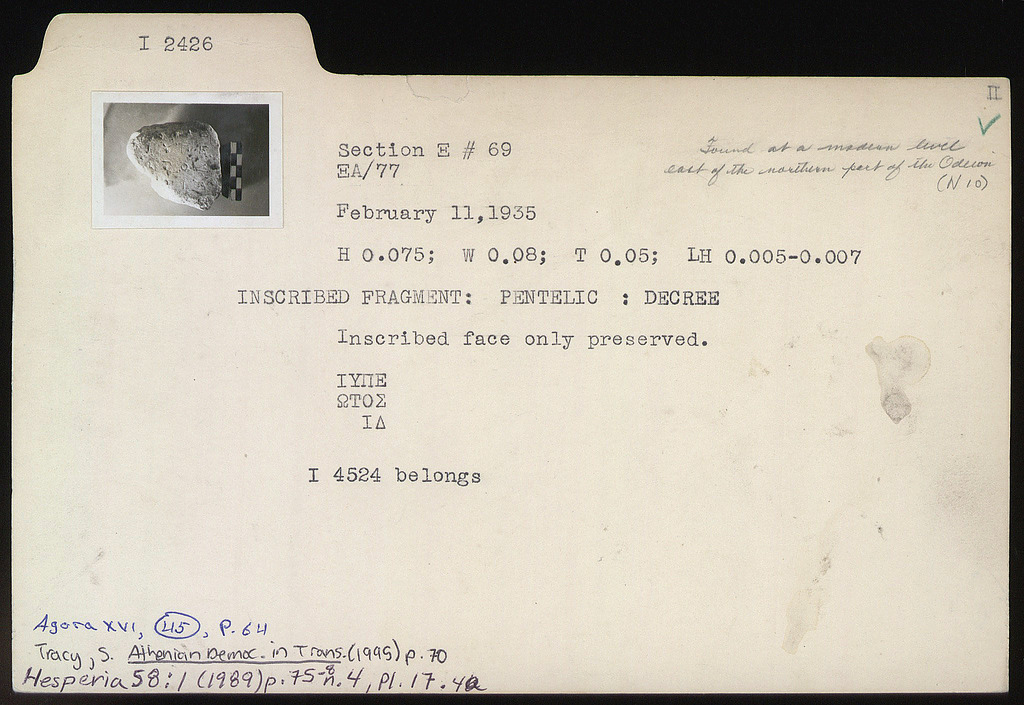 I 2426
II
✓
Section E # 69
EA/77
Found at a modern level
east of the northern part of the Odeion
(N 10)
February 11,1935
H 0.075; W 0.08; T 0.05; LH 0.005-0.007
INSCRIBED FRAGMENT: PENTELIC : DECREE
Inscribed face only preserved.
ΙΥΠΕ
ΩΤΟΣ
ΙΔ
I 4524 belongs
Agora XVI, 45, P. 64
Tracy, S. Athenian Democ. in Trans. (1995) p. 70
Hesperia 58:1 (1989) p. 75-8 n. 4, Pl. 17.4a